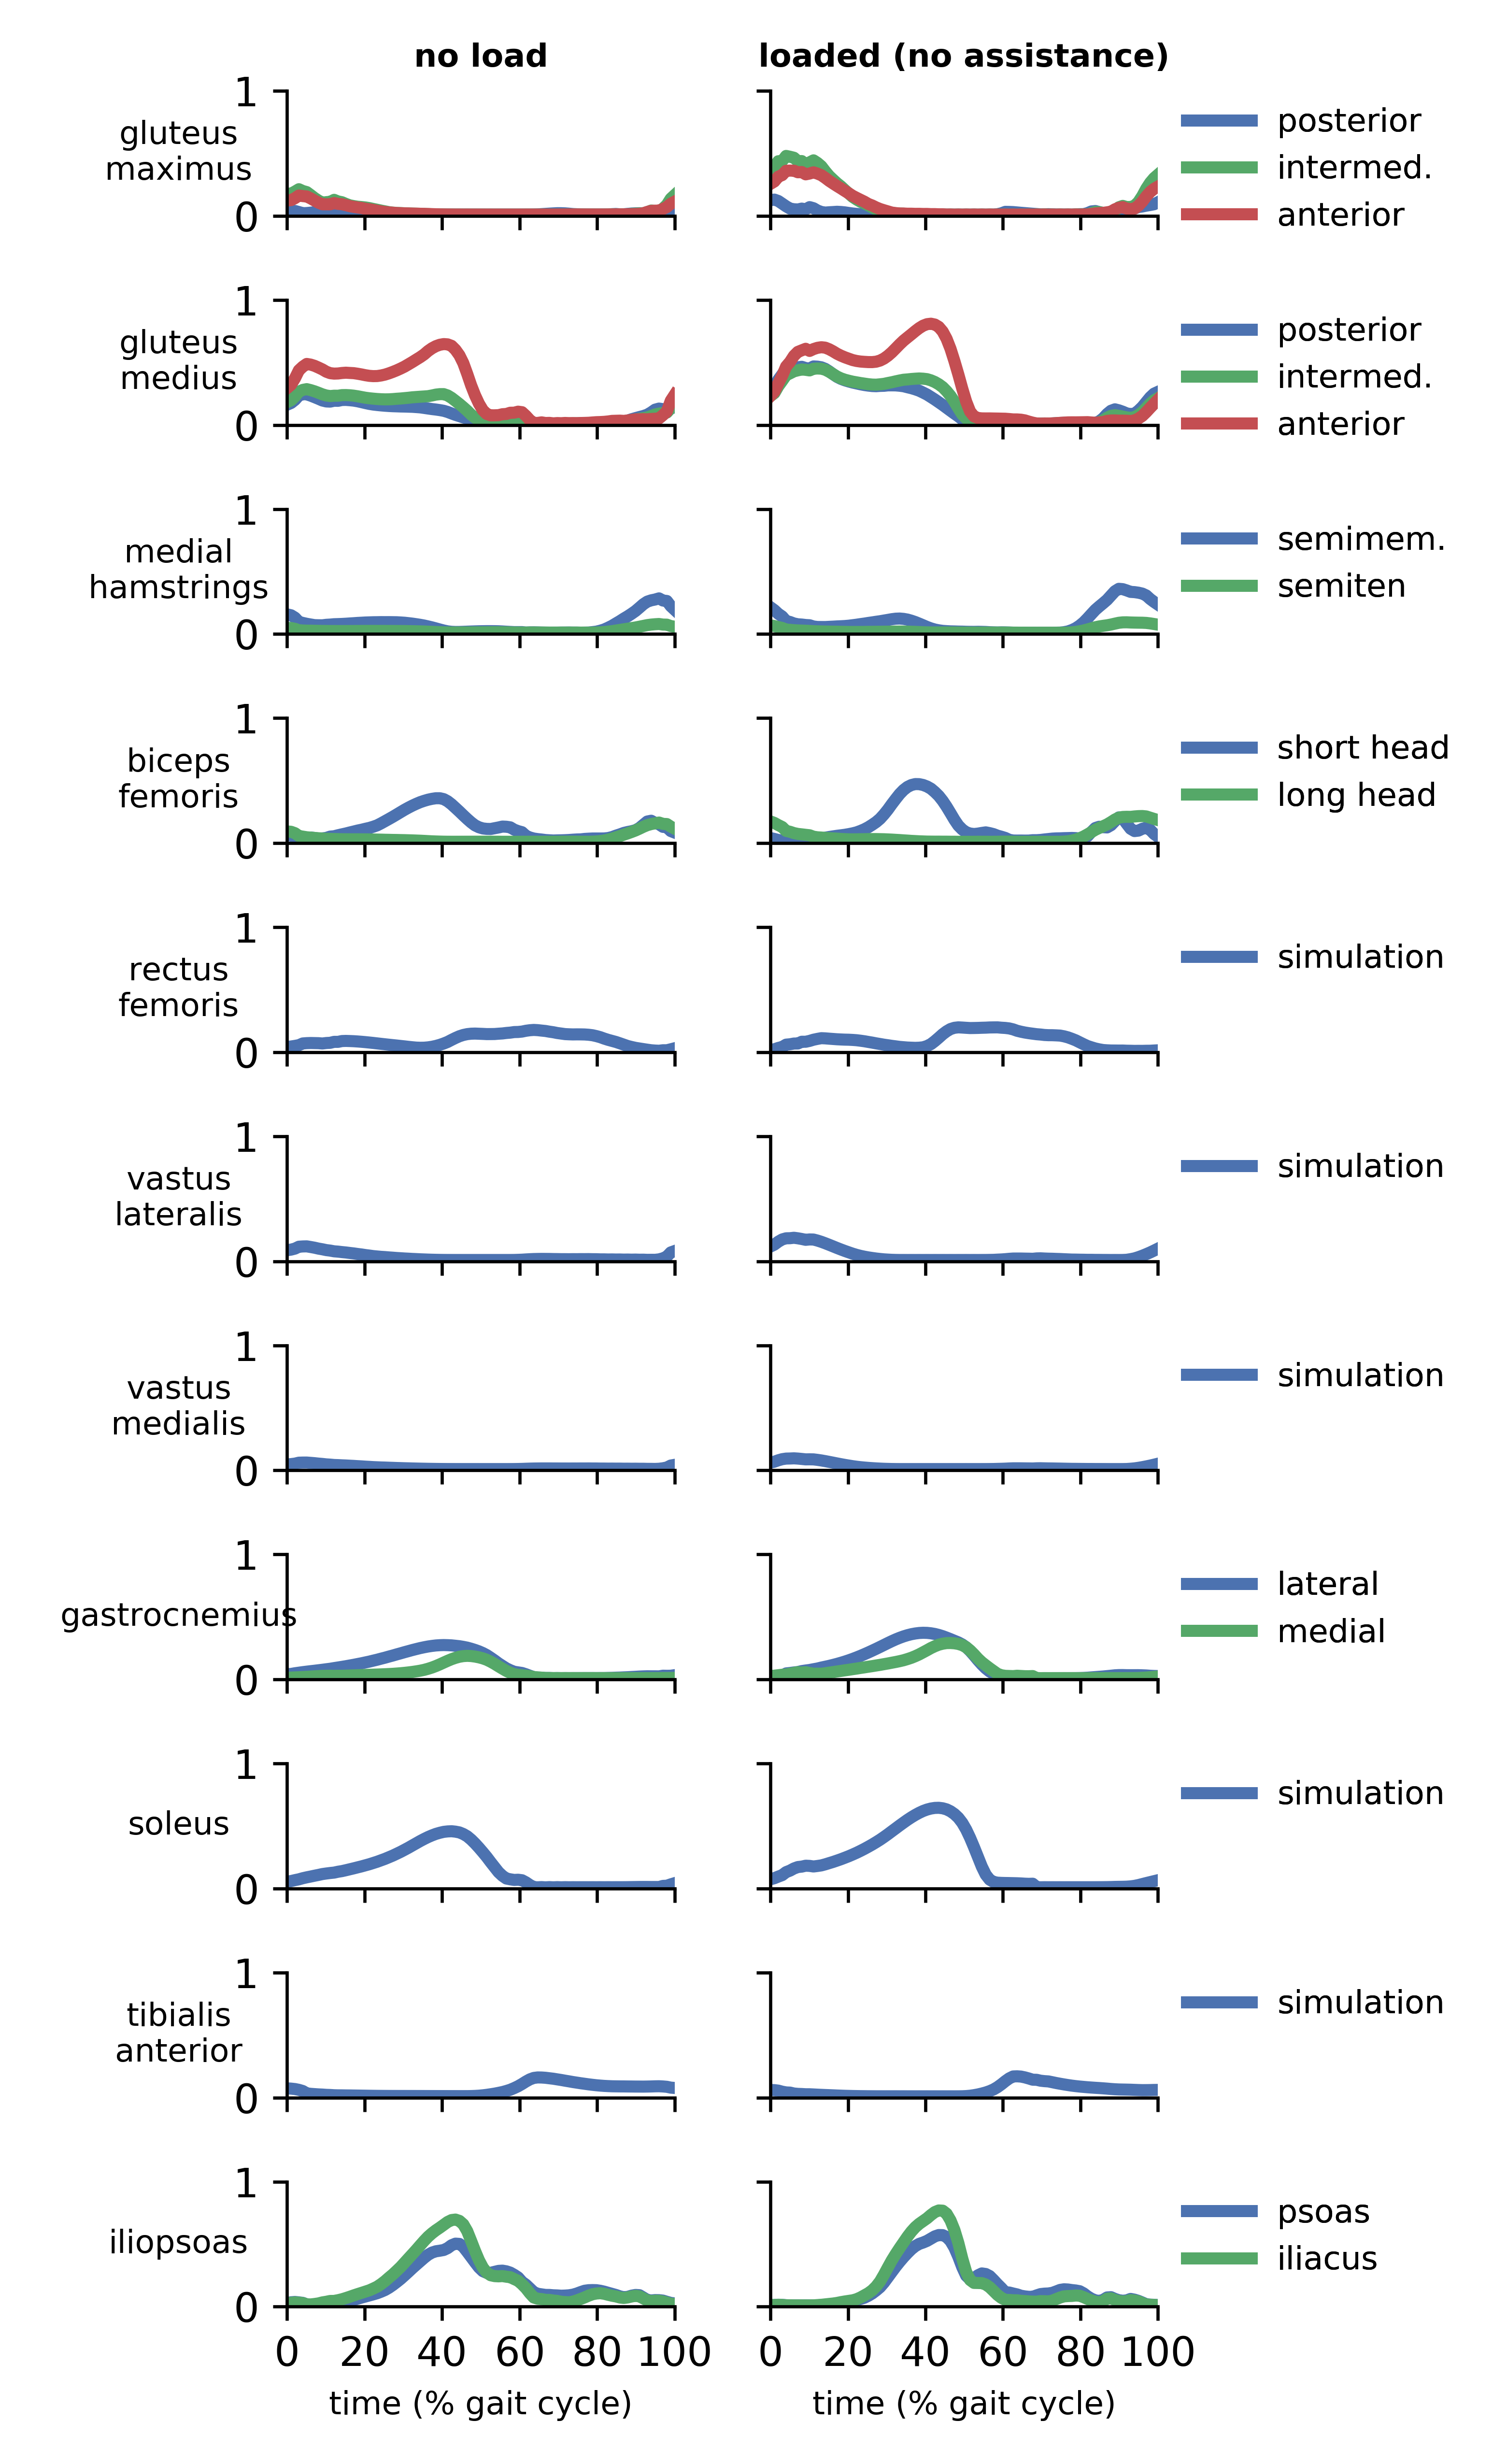 no load
loaded (no assistance)
1
gluteus
maximus
0
posterior
intermed.
anterior
1
gluteus
medius
0
posterior
intermed.
anterior
1
medial
hamstrings
0
semimem.
semiten
1
biceps
femoris
0
short head
long head
1
rectus
femoris
0
simulation
1
vastus
lateralis
0
simulation
1
vastus
medialis
0
simulation
1
gastrocnemius
0
lateral
medial
1
soleus
0
simulation
1
tibialis
anterior
0
simulation
1
iliopsoas
0
psoas
iliacus
0 20 40 60 80 100
0 20 40 60 80 100
time (% gait cycle)
time (% gait cycle)